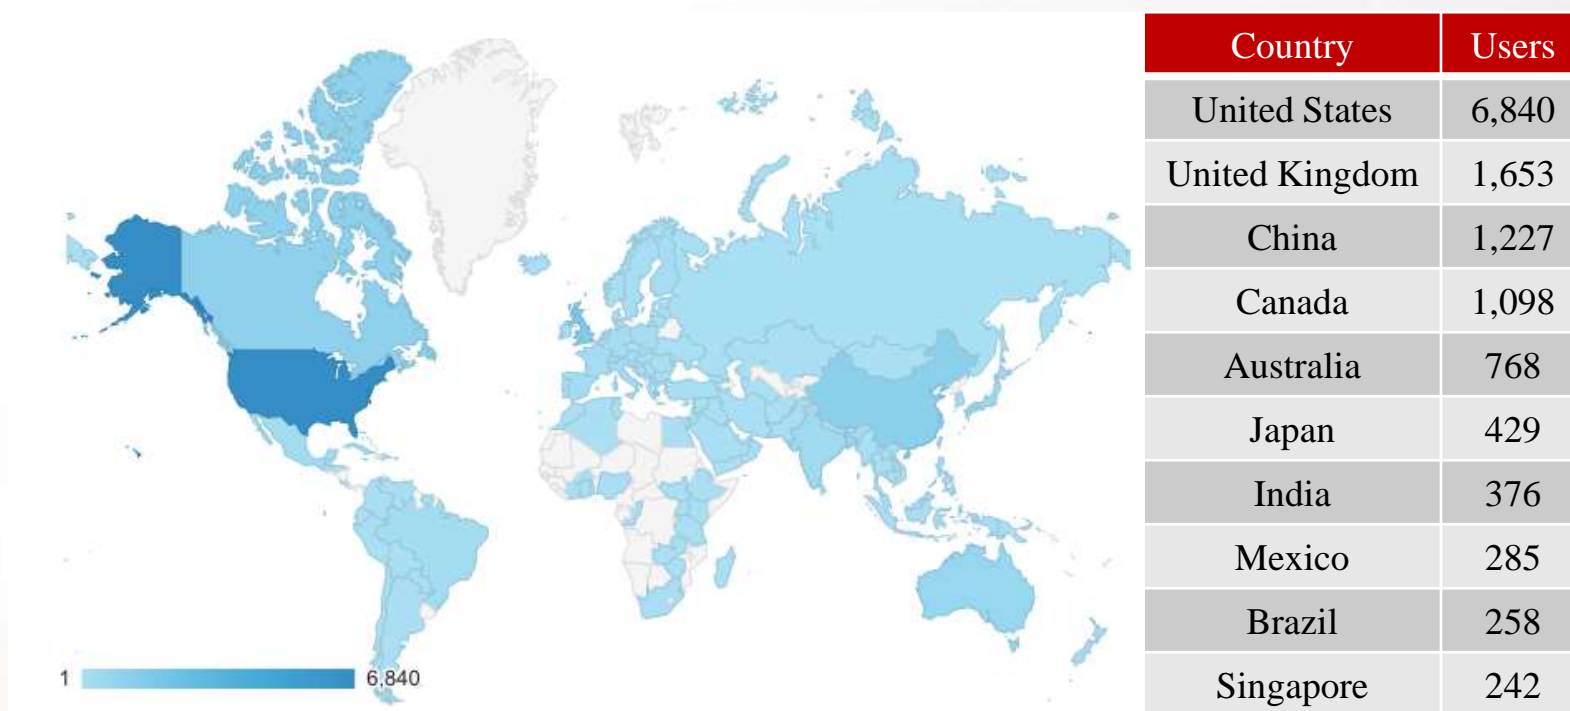 1
6,840
Country Users
United States 6,840
United Kingdom 1,653
China 1,227
Canada 1,098
Australia 768
Japan 429
India 376
Mexico 285
Brazil 258
Singapore 242